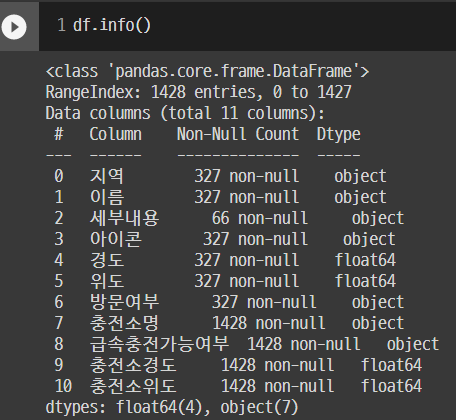 1 df.info()
<class 'pandas.core.frame.DataFrame'>
RangeIndex: 1428 entries, 0 to 1427
Data columns (total 11 columns):
 #   Column    Non-Null Count  Dtype
---  ------    --------------  -----
 0   지역        327 non-null    object
 1   이름        327 non-null    object
 2   세부내용      66 non-null     object
 3   아이콘       327 non-null    object
 4   경도        327 non-null    float64
 5   위도        327 non-null    float64
 6   방문여부      327 non-null    object
 7   충전소명      1428 non-null   object
 8   급속충전가능여부  1428 non-null   object
 9   충전소경도     1428 non-null   float64
 10  충전소위도     1428 non-null   float64
dtypes: float64(4), object(7)